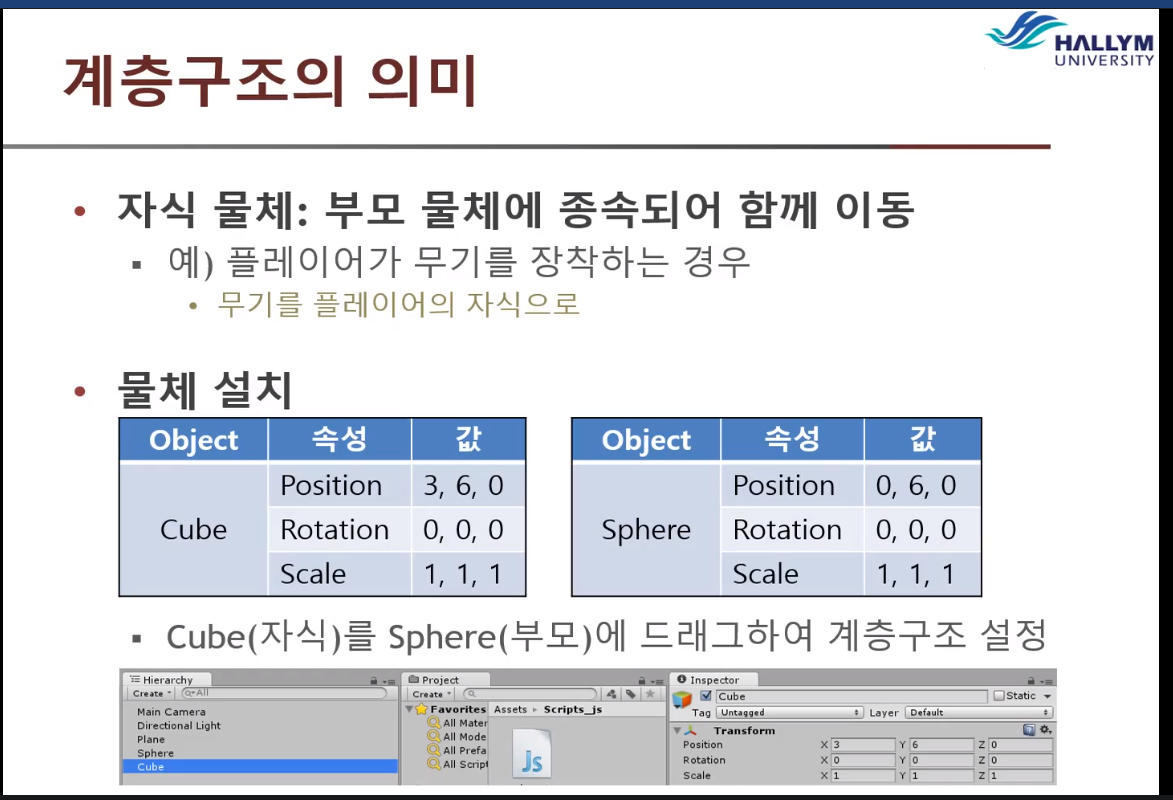 HALLYM
UNIVERSITY
계층구조의 의미
• 자식 물체: 부모 물체에 종속되어 함께 이동
▪ 예) 플레이어가 무기를 장착하는 경우
• 무기를 플레이어의 자식으로
• 물체 설치
Object 속성 값
Cube
Position 3, 6, 0
Rotation 0, 0, 0
Scale 1, 1, 1
Object 속성 값
Sphere
Position 0, 6, 0
Rotation 0, 0, 0
Scale 1, 1, 1
▪ Cube(자식)를 Sphere(부모)에 드래그하여 계층구조 설정
Hierarchy
Create All
Main Camera
Directional Light
Plane
Sphere
Cube
Project
Create
Favorites
All Mater
All Mode
All Prefa
All Script
Assets Scripts_js
Js
Inspector
Cube Static
Tag Untagged Layer Default
Transform
Position X 3 Y 6 Z 0
Rotation X 0 Y 0 Z 0
Scale X 1 Y 1 Z 1